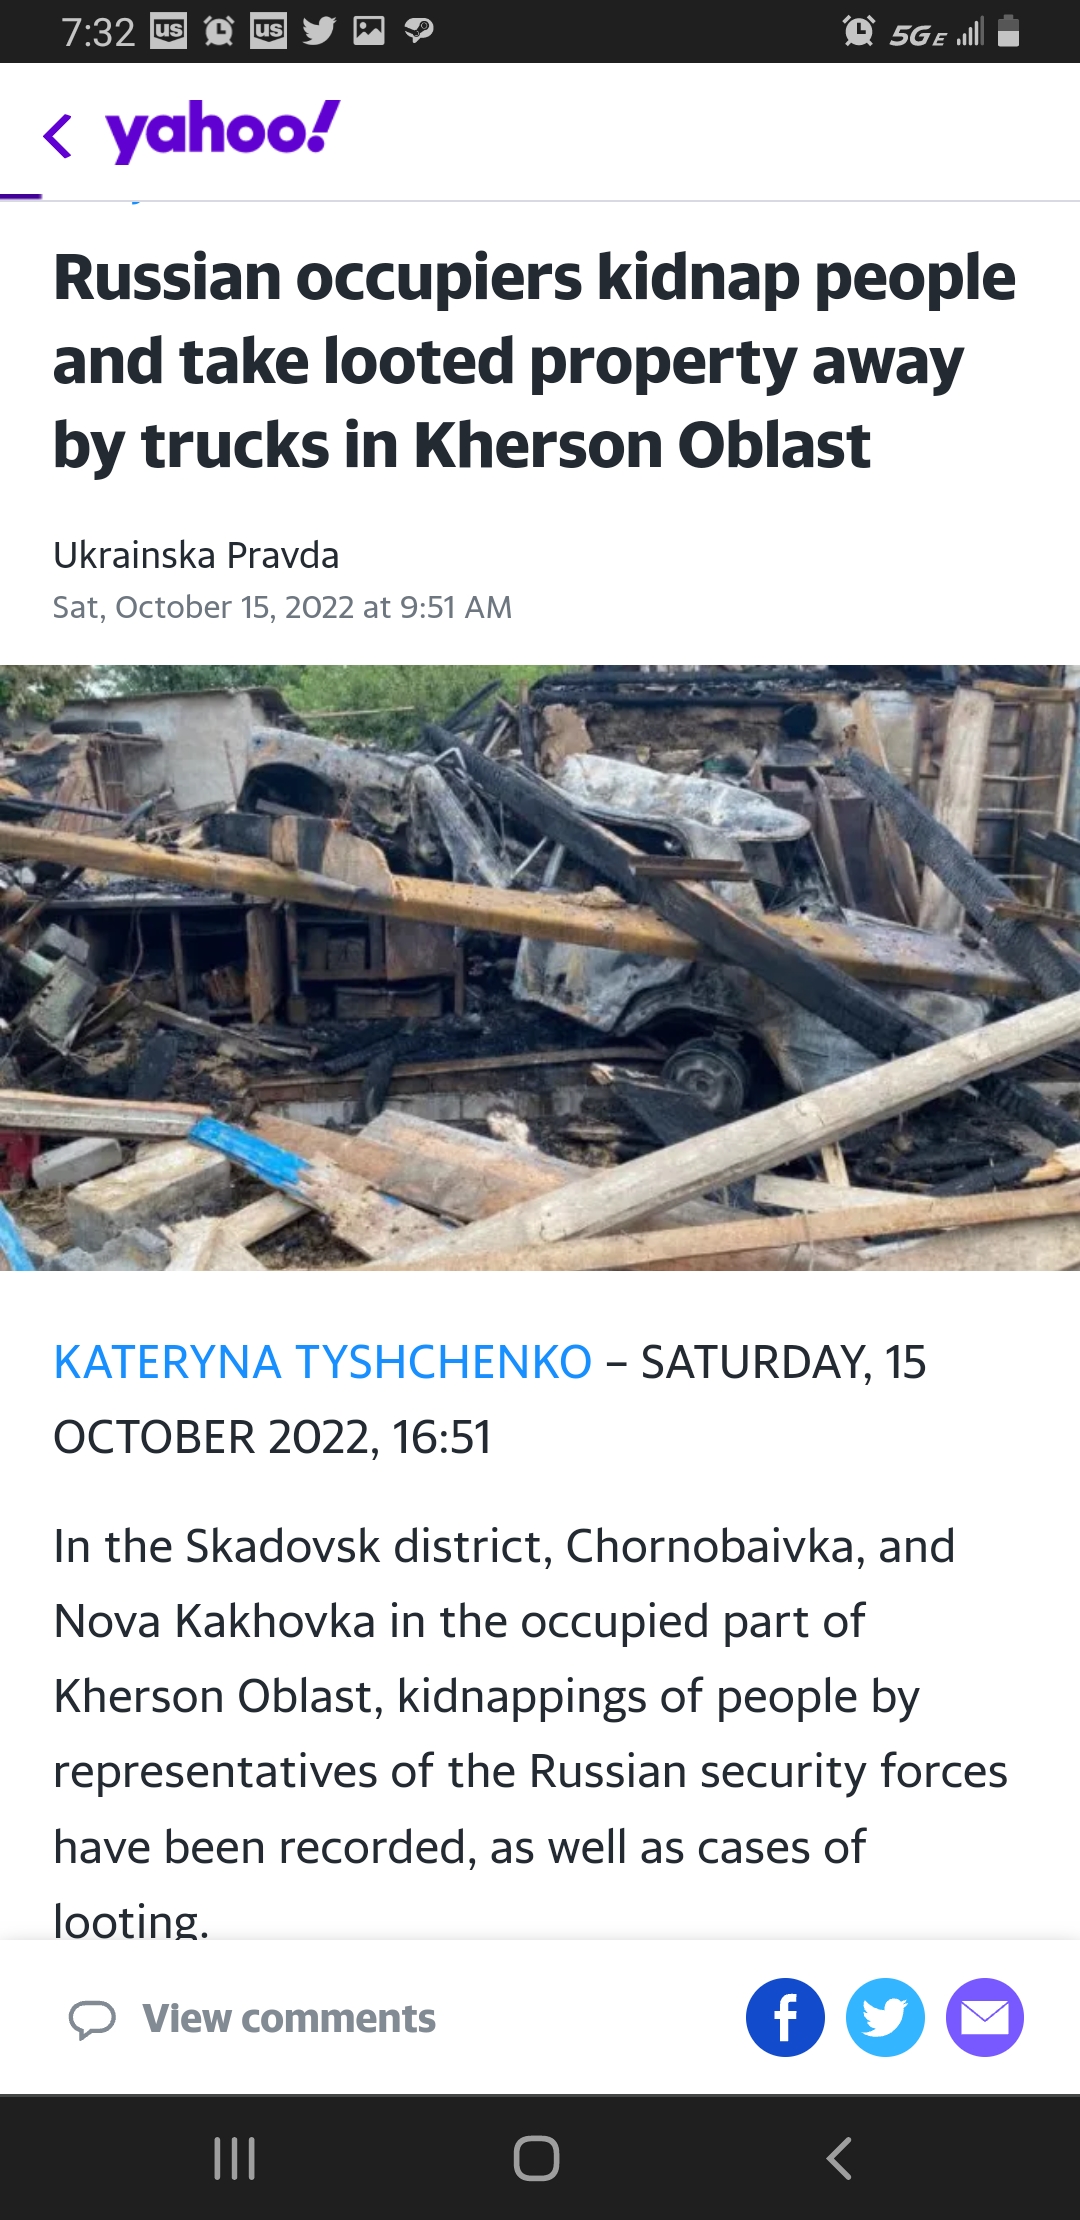 7:32 us us 5GE
yahoo!
Russian occupiers kidnap people
and take looted property away
by trucks in Kherson Oblast
Ukrainska Pravda
Sat, October 15, 2022 at 9:51 AM
KATERYNA TYSHCHENKO – SATURDAY, 15
OCTOBER 2022, 16:51
In the Skadovsk district, Chornobaivka, and
Nova Kakhovka in the occupied part of
Kherson Oblast, kidnappings of people by
representatives of the Russian security forces
have been recorded, as well as cases of
looting.
View comments